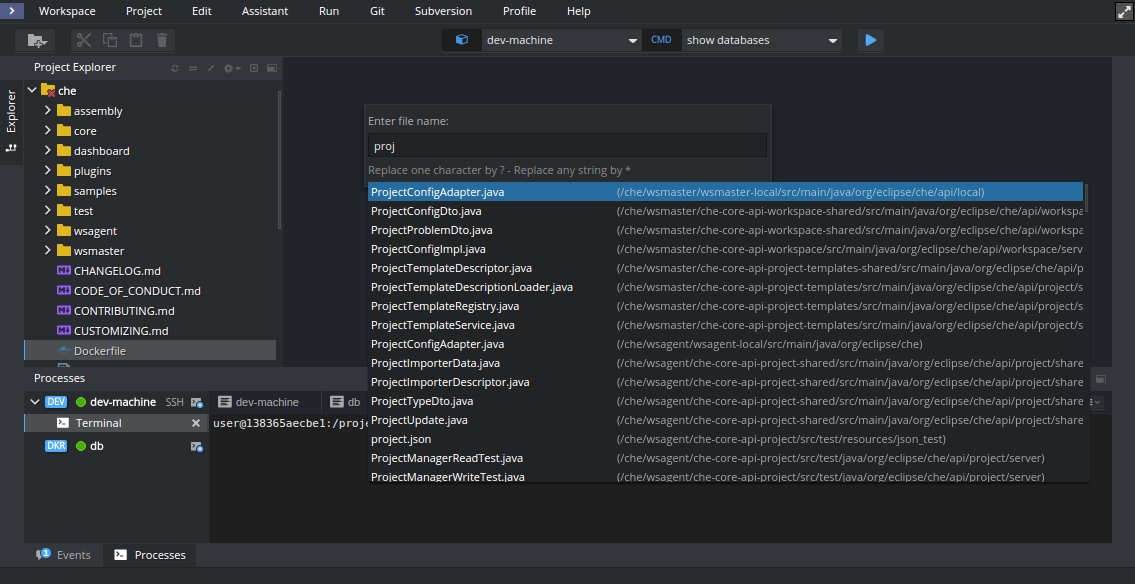 Workspace Project Edit Assistant Run Git Subversion Profile Help
dev-machine CMD show databases
Project Explorer
Explorer
che
assembly
core
dashboard
plugins
samples
test
wsagent
wsmaster
CHANGELOG.md
CODE_OF_CONDUCT.md
CONTRIBUTING.md
CUSTOMIZING.md
Dockerfile
Enter file name:
proj
Replace one character by ? - Replace any string by *
ProjectConfigAdapter.java (/che/wsmaster/wsmaster-local/src/main/java/org/eclipse/che/api/local)
ProjectConfigDto.java (/che/wsmaster/che-core-api-workspace-shared/src/main/java/org/eclipse/che/api/workspa
ProjectProblemDto.java (/che/wsmaster/che-core-api-workspace-shared/src/main/java/org/eclipse/che/api/workspa
ProjectConfigImpl.java (/che/wsmaster/che-core-api-workspace/src/main/java/org/eclipse/che/api/workspace/serv
ProjectTemplateDescriptor.java (/che/wsmaster/che-core-api-project-templates-shared/src/main/java/org/eclipse/che/api/p
ProjectTemplateDescriptionLoader.java (/che/wsmaster/che-core-api-project-templates/src/main/java/org/eclipse/che/api/project/s
ProjectTemplateRegistry.java (/che/wsmaster/che-core-api-project-templates/src/main/java/org/eclipse/che/api/project/s
ProjectTemplateService.java (/che/wsmaster/che-core-api-project-templates/src/main/java/org/eclipse/che/api/project/s
ProjectConfigAdapter.java (/che/wsagent/wsagent-local/src/main/java/org/eclipse/che)
ProjectImporterData.java (/che/wsagent/che-core-api-project-shared/src/main/java/org/eclipse/che/api/project/share
ProjectImporterDescriptor.java (/che/wsagent/che-core-api-project-shared/src/main/java/org/eclipse/che/api/project/share
ProjectTypeDto.java (/che/wsagent/che-core-api-project-shared/src/main/java/org/eclipse/che/api/project/share
ProjectUpdate.java (/che/wsagent/che-core-api-project-shared/src/main/java/org/eclipse/che/api/project/share
project.json (/che/wsagent/che-core-api-project/src/test/resources/json_test)
ProjectManagerReadTest.java (/che/wsagent/che-core-api-project/src/test/java/org/eclipse/che/api/project/server)
ProjectManagerWriteTest.java (/che/wsagent/che-core-api-project/src/test/java/org/eclipse/che/api/project/server)
Processes
DEV dev-machine SSH
Terminal
DKR db
dev-machine db
user@138365aecbe1:/proje
1 Events Processes